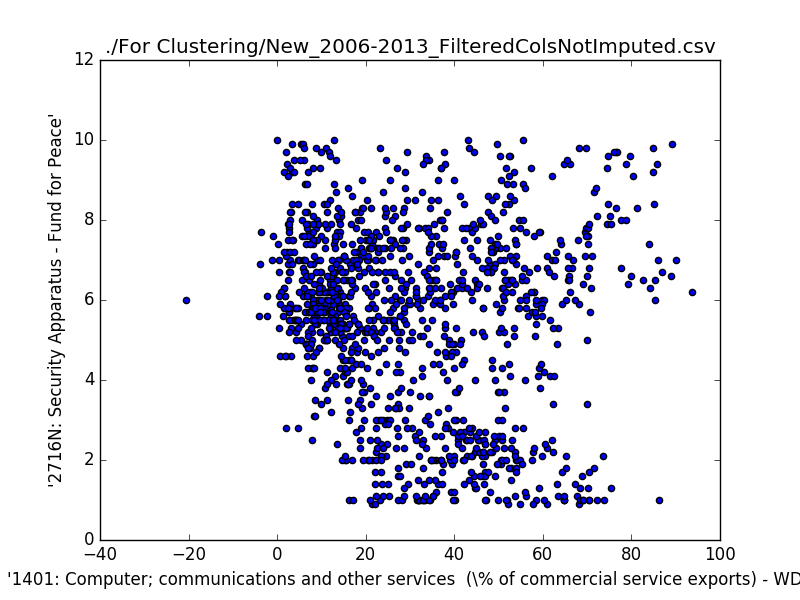 ./For Clustering/New_2006-2013_FilteredColsNotImputed.csv
12
10
8
6
4
2
0
'2716N: Security Apparatus - Fund for Peace'
−40 −20 0 20 40 60 80 100
'1401: Computer; communications and other services (\% of commercial service exports) - WD